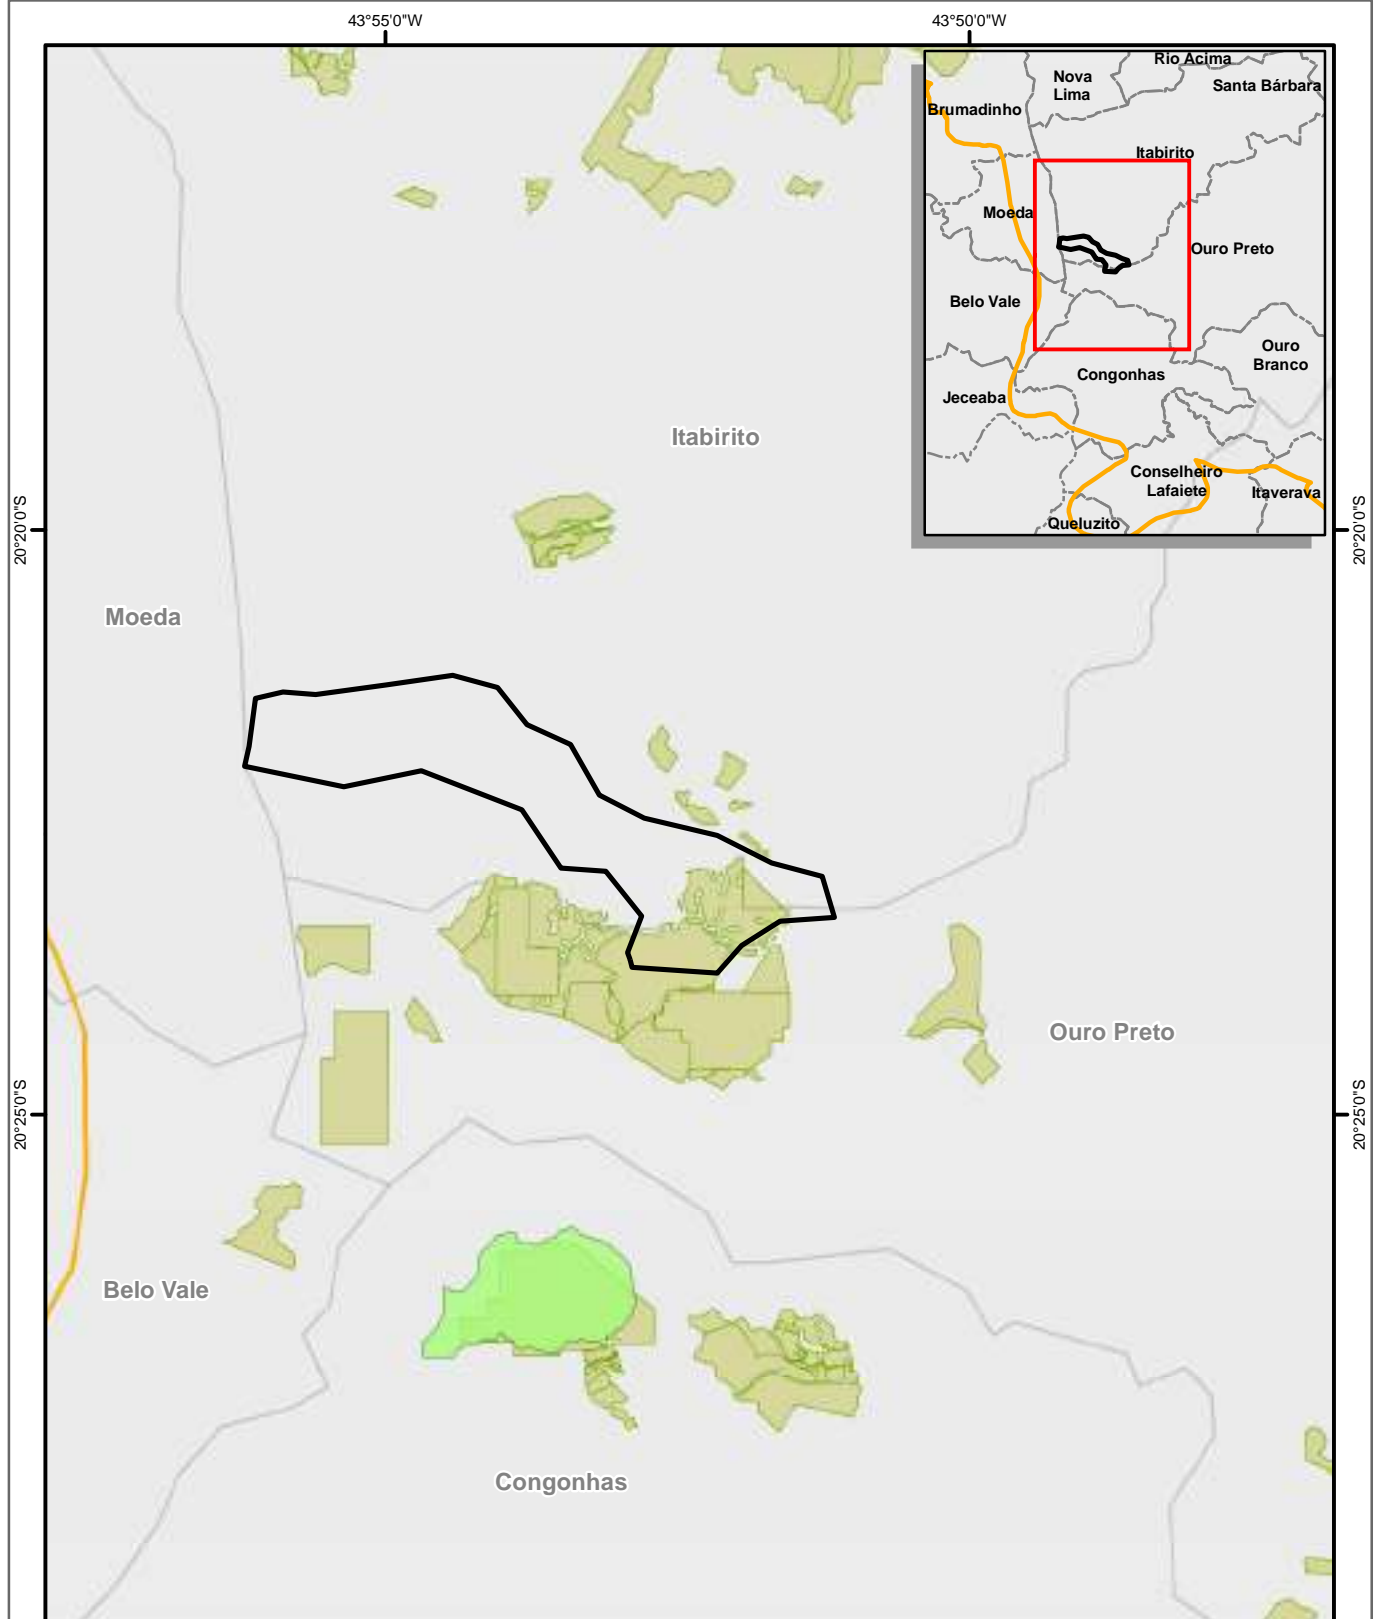 43°55'0"W
43°50'0"W
Rio Acima
Nova
Lima
Santa Bárbara
Brumadinho
Itabirito
Moeda
Ouro Preto
Belo Vale
Ouro
Branco
Congonhas
Jeceaba
Conselheiro
Lafaiete
Itaverava
Queluzito
Itabirito
20°20'0"S
20°20'0"S
Moeda
Ouro Preto
20°25'0"S
20°25'0"S
Belo Vale
Congonhas